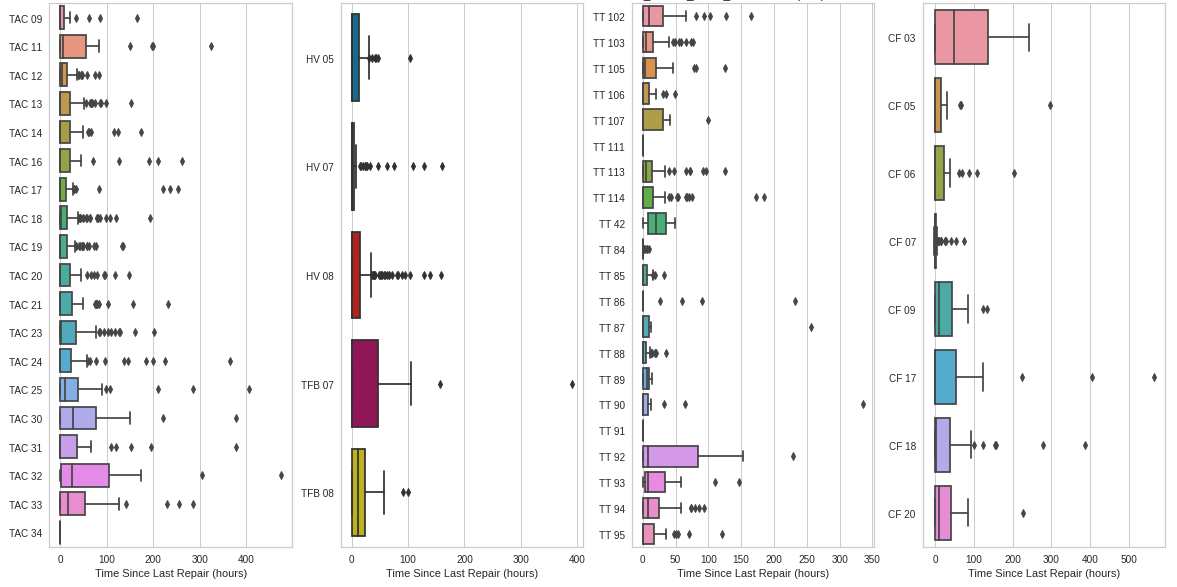 TAC 09
TAC 11
TAC 12
TAC 13
TAC 14
TAC 16
TAC 17
TAC 18
TAC 19
TAC 20
TAC 21
TAC 23
TAC 24
TAC 25
TAC 30
TAC 31
TAC 32
TAC 33
TAC 34
0 100 200 300 400
Time Since Last Repair (hours)
HV 05
HV 07
HV 08
TFB 07
TFB 08
0 100 200 300 400
Time Since Last Repair (hours)
TT 102
TT 103
TT 105
TT 106
TT 107
TT 111
TT 113
TT 114
TT 42
TT 84
TT 85
TT 86
TT 87
TT 88
TT 89
TT 90
TT 91
TT 92
TT 93
TT 94
TT 95
0 50 100 150 200 250 300 350
Time Since Last Repair (hours)
CF 03
CF 05
CF 06
CF 07
CF 09
CF 17
CF 18
CF 20
0 100 200 300 400 500
Time Since Last Repair (hours)